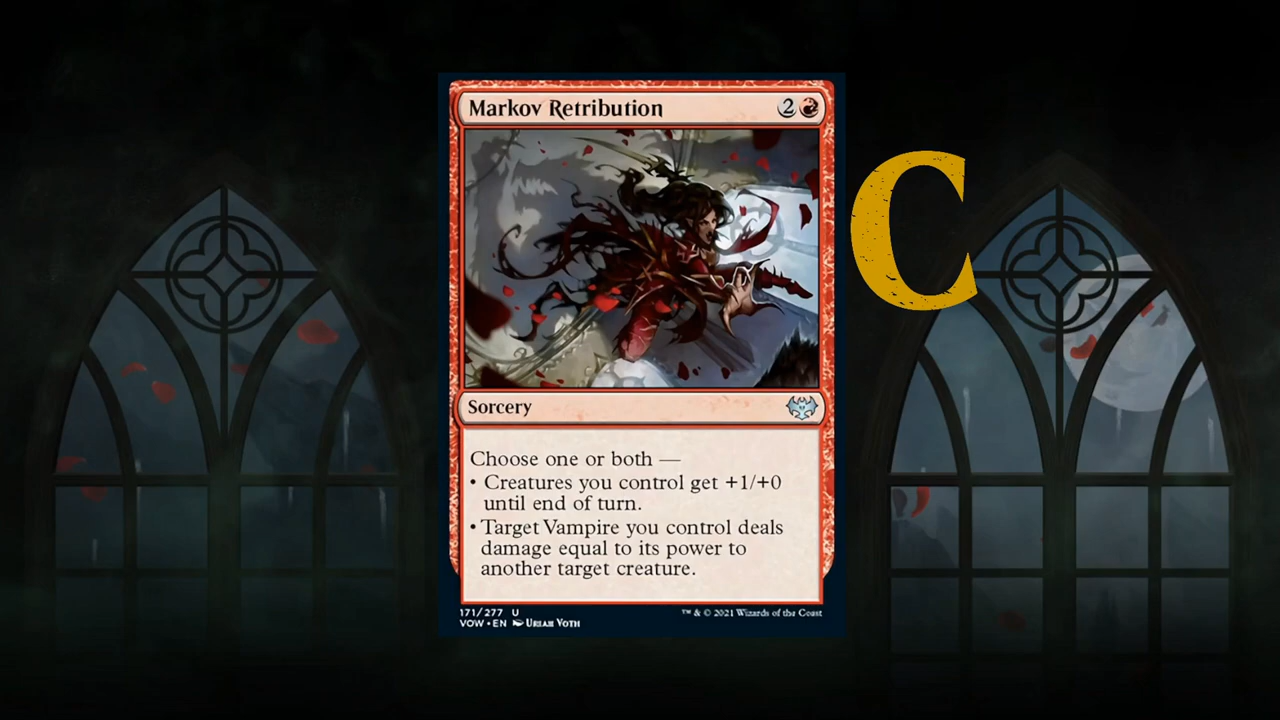 Markov Retribution 2
C
Sorcery
Choose one or both —
• Creatures you control get +1/+0
until end of turn.
• Target Vampire you control deals
damage equal to its power to
another target creature.
171/277 U
VOW • EN Uriah Voth
™ & © 2021 Wizards of the Coast